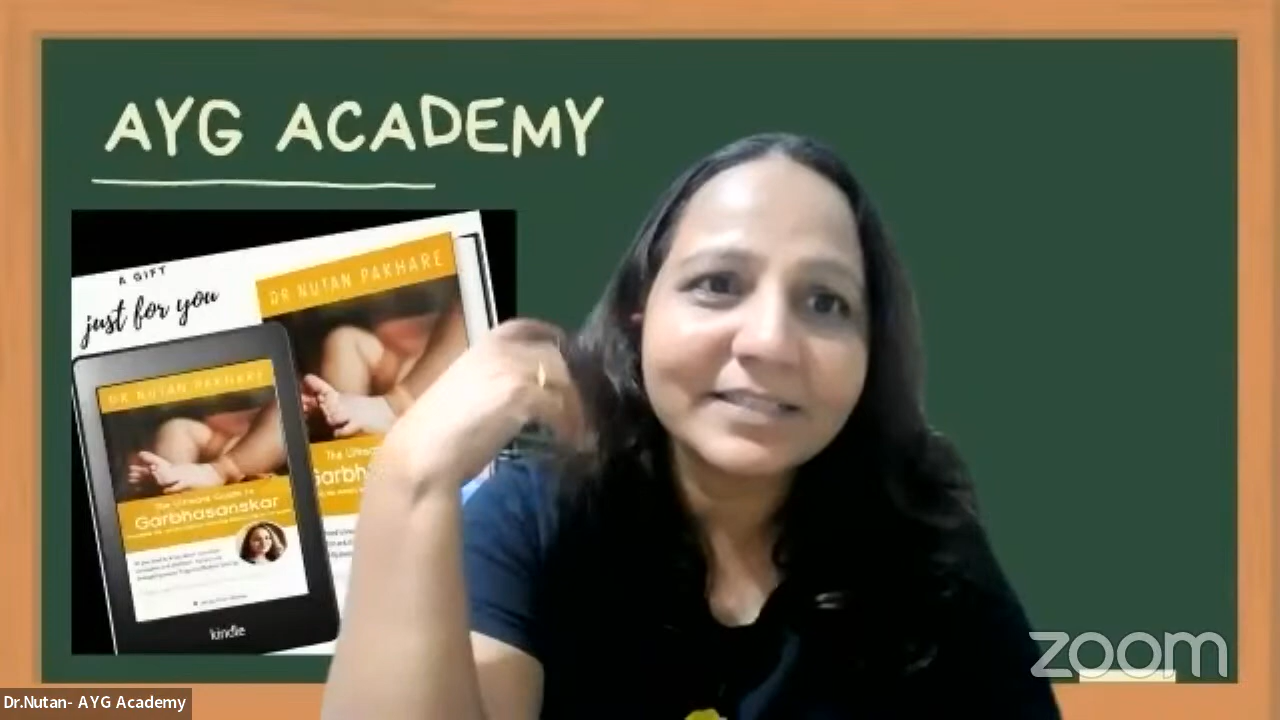 AYG ACADEMY
A GIFT
just for you
DR NUTAN PAKHARE
DR NUTAN PAKHARE
The Ultimate Guide to
Garbhasanskar
kindle
zoom
Dr.Nutan- AYG Academy